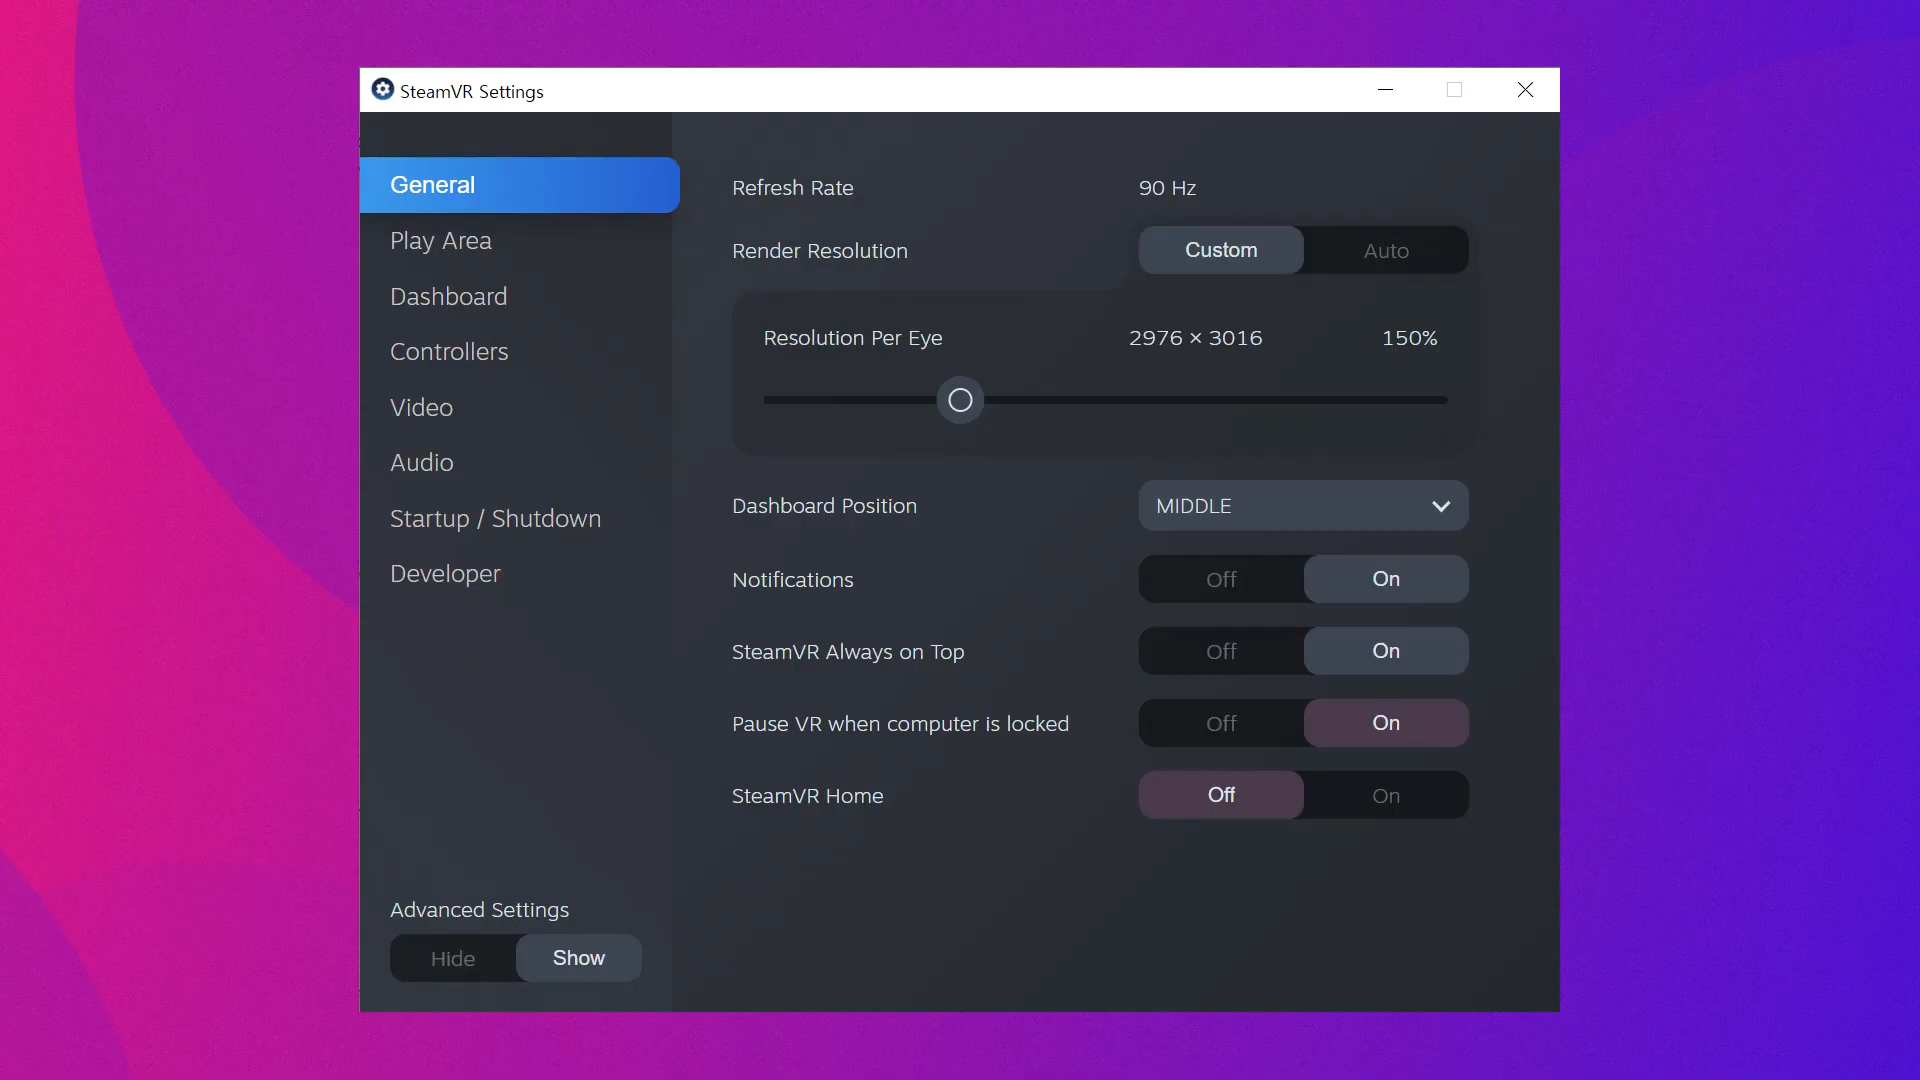 SteamVR Settings
General
Play Area
Dashboard
Controllers
Video
Audio
Startup / Shutdown
Developer
Advanced Settings
Hide Show
Refresh Rate 90 Hz
Render Resolution Custom Auto
Resolution Per Eye 2976 × 3016 150%
Dashboard Position MIDDLE
Notifications Off On
SteamVR Always on Top Off On
Pause VR when computer is locked Off On
SteamVR Home Off On